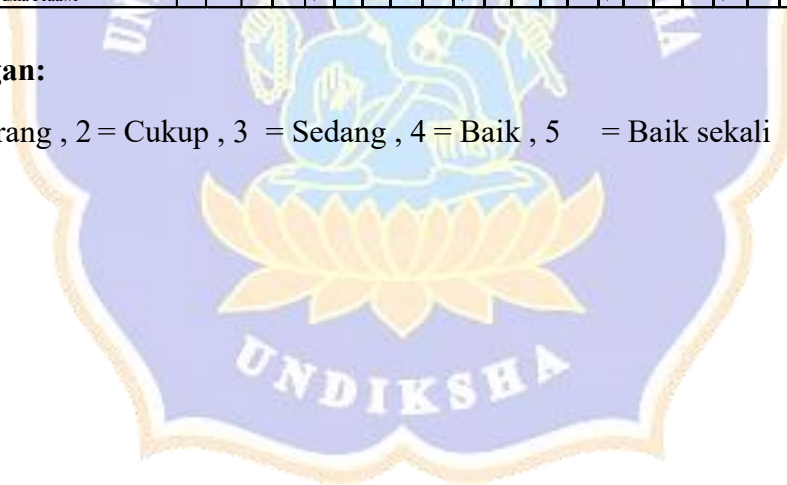 gan:
rang , 2 = Cukup , 3 = Sedang , 4 = Baik , 5 = Baik sekali
UNDIKSHA